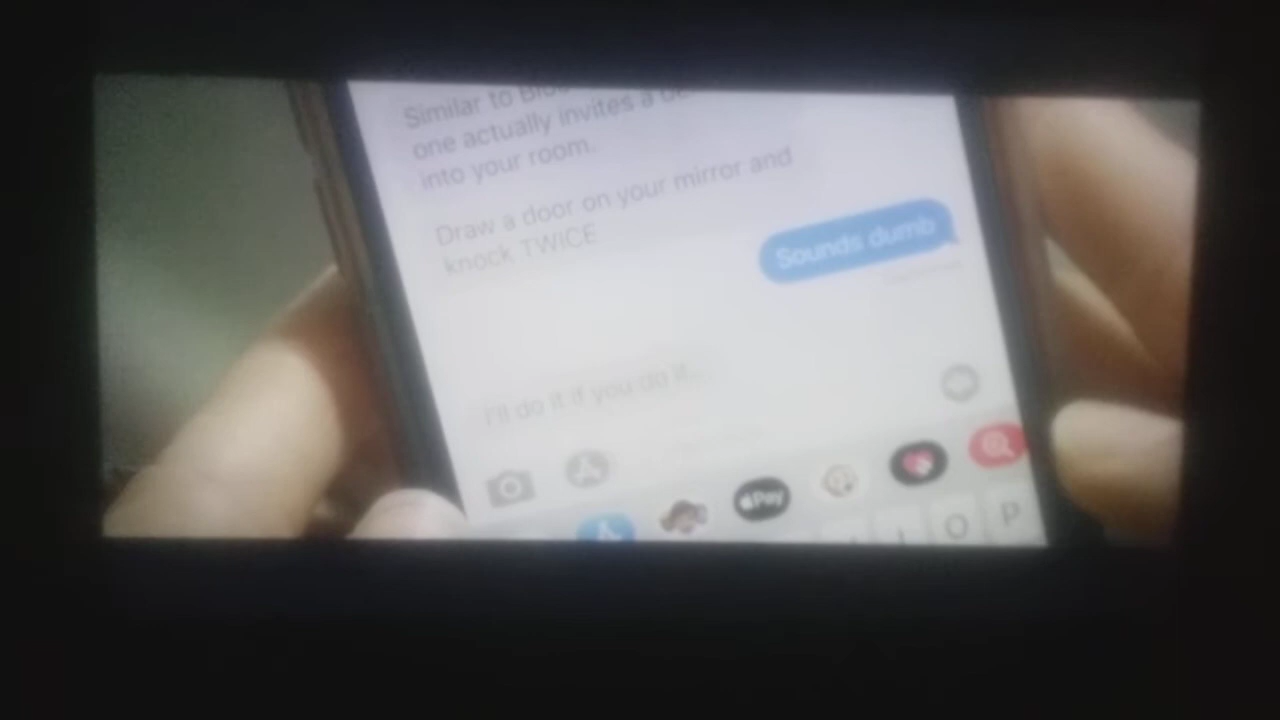 Similar to
one actually invites a
into your room.
Draw a door on your mirror and
knock TWICE
Sounds dumb
I'll do it if you do it...
Pay
O P